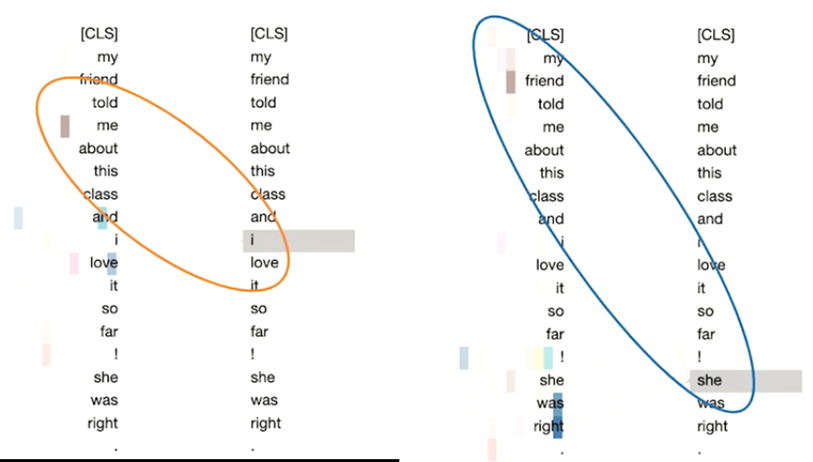 [CLS] [CLS] [CLS] [CLS]
my my my my
friend friend friend friend
told told told told
me me me me
about about about about
this this this this
class class class class
and and and and
i i i i
love love love love
it it it it
so so so so
far far far far
! ! ! !
she she she she
was was was was
right right right right
. . . .